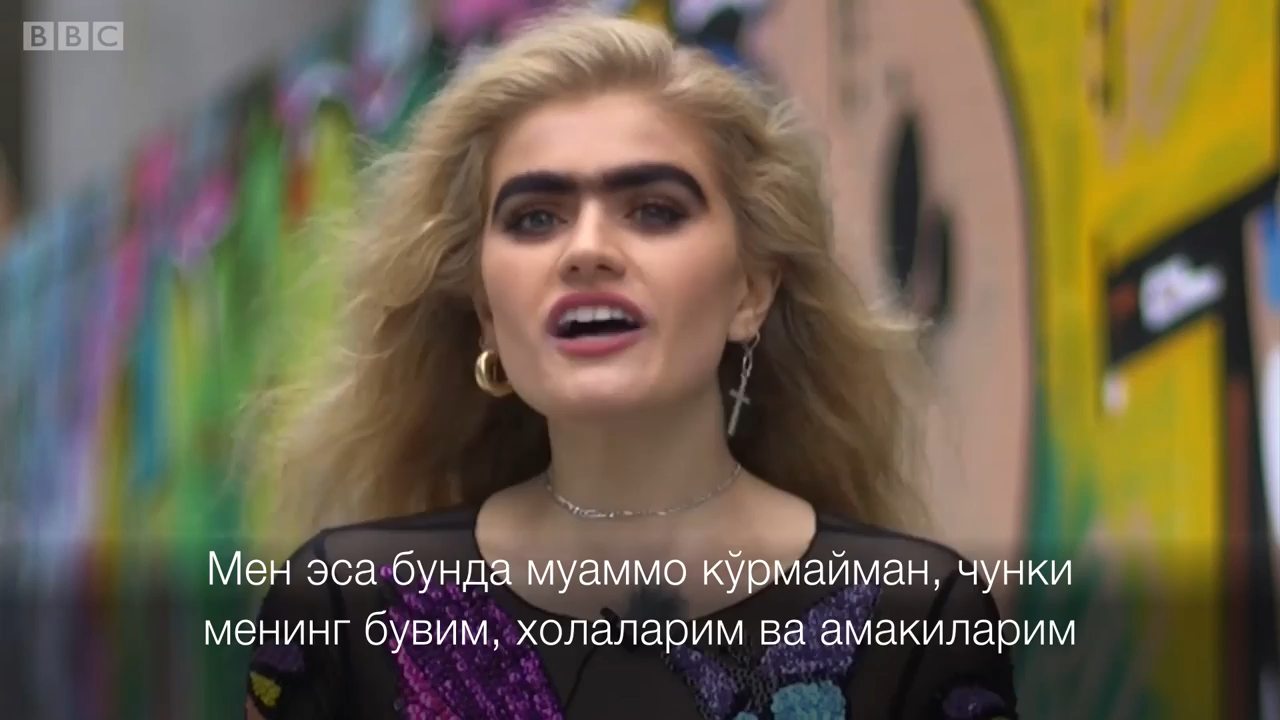 BBC
Мен эса бунда муаммо кўрмайман, чунки
менинг бувим, холаларим ва амакиларим